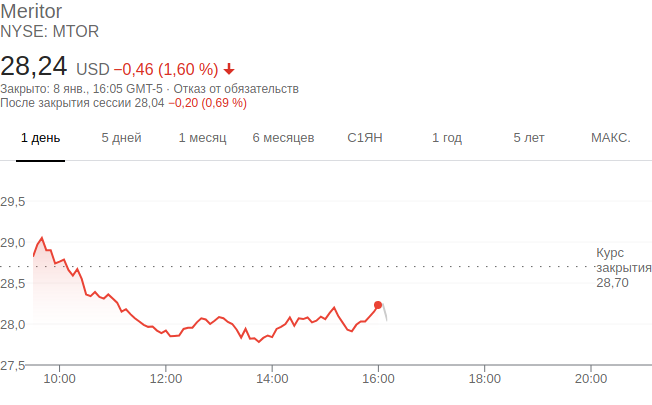 Meritor
NYSE: MTOR
28,24 USD −0,46 (1,60 %)
Закрыто: 8 янв., 16:05 GMT-5 · Отказ от обязательств
После закрытия сессии 28,04 −0,20 (0,69 %)
1 день 5 дней 1 месяц 6 месяцев С1ЯН 1 год 5 лет МАКС.
29,5
29,0
28,5
28,0
27,5
Курс
закрытия
28,70
10:00 12:00 14:00 16:00 18:00 20:00